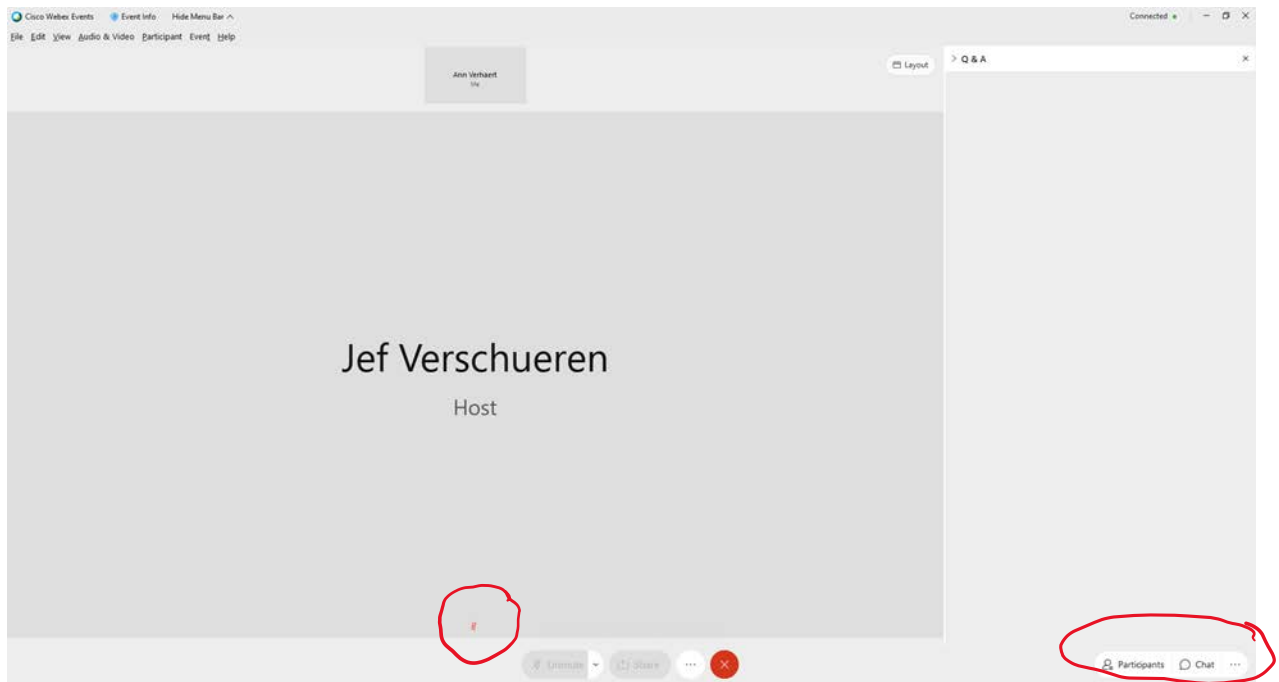 Cisco Webex Events Event Info Hide Menu Bar Connected
File Edit View Audio & Video Participant Event Help
Ann Verhaert
Me
Layout
Q & A
Jef Verschueren
Host
Unmute Share
Participants Chat